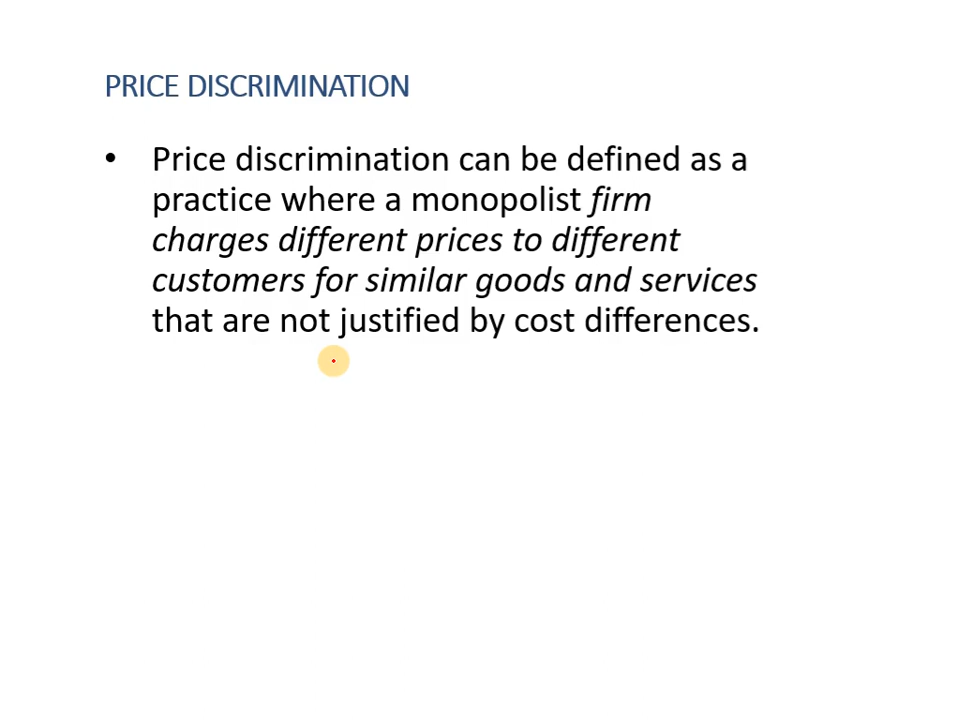 PRICE DISCRIMINATION
• Price discrimination can be defined as a
practice where a monopolist firm
charges different prices to different
customers for similar goods and services
that are not justified by cost differences.